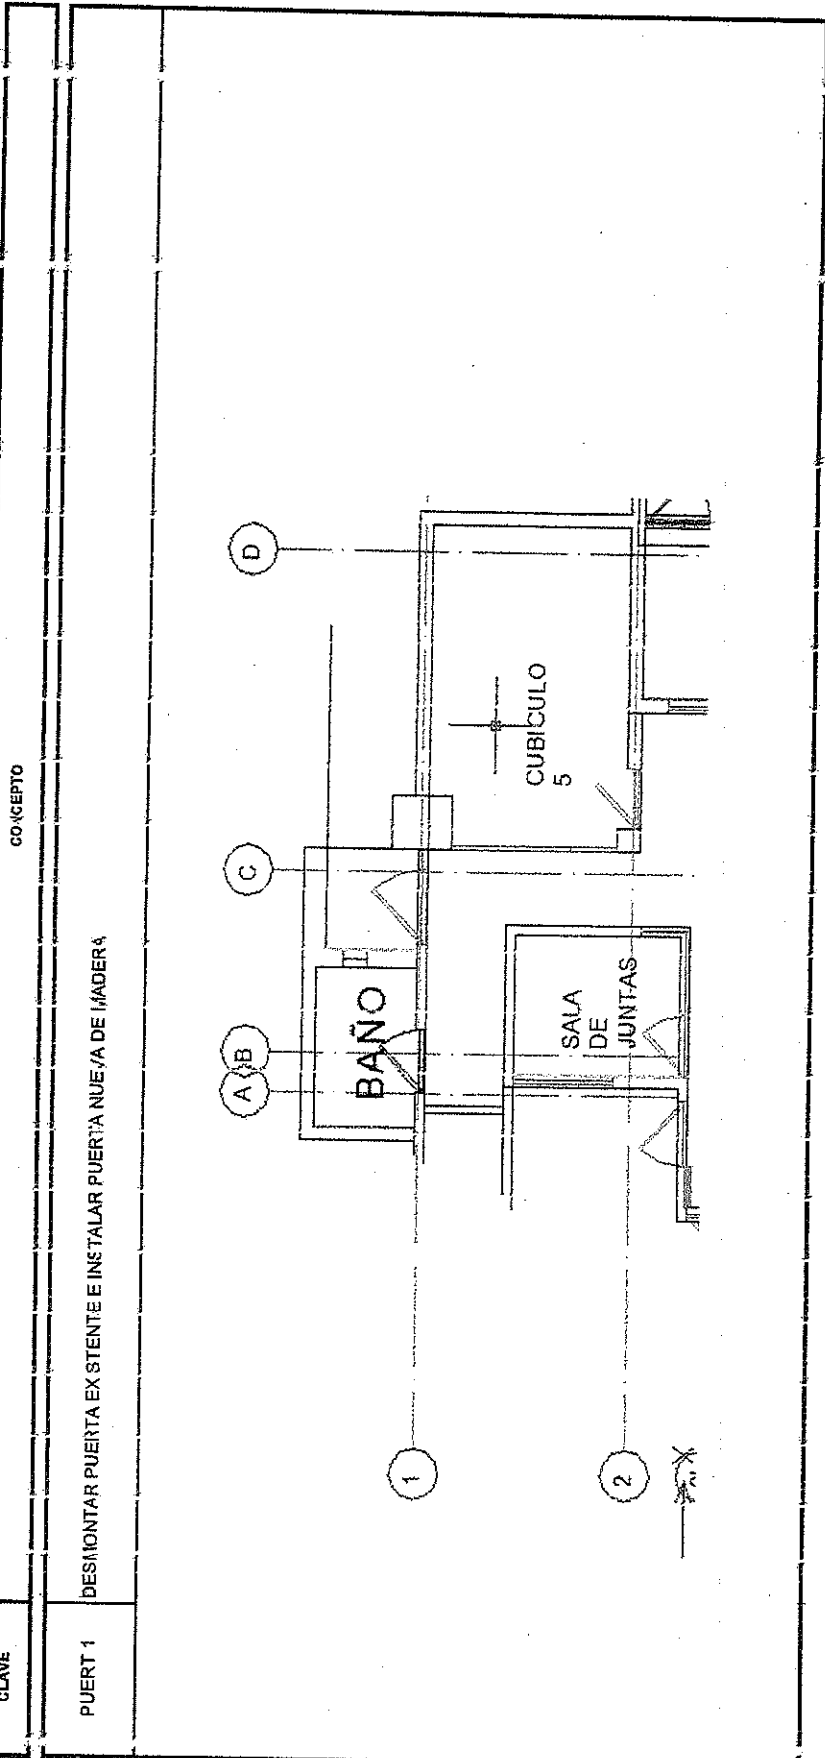 CLAVE
CONCEPTO
PUERT 1
DESMONTAR PUERTA EXISTENTE E INSTALAR PUERTA NUEVA DE MADERA
A
B
C
D
1
2
BAÑO
SALA
DE
JUNTAS
CUBICULO
5